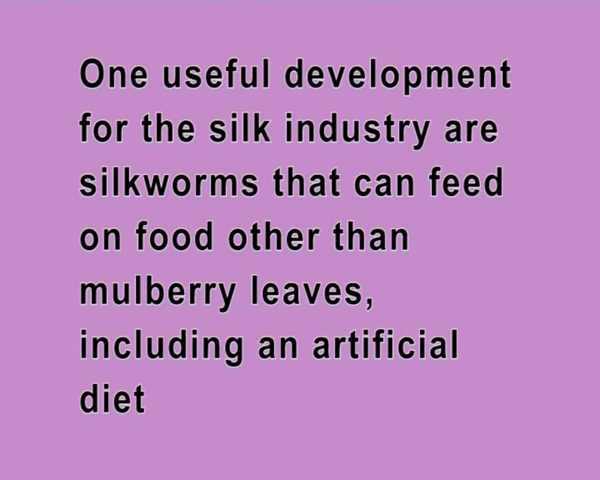 One useful development
for the silk industry are
silkworms that can feed
on food other than
mulberry leaves,
including an artificial
diet